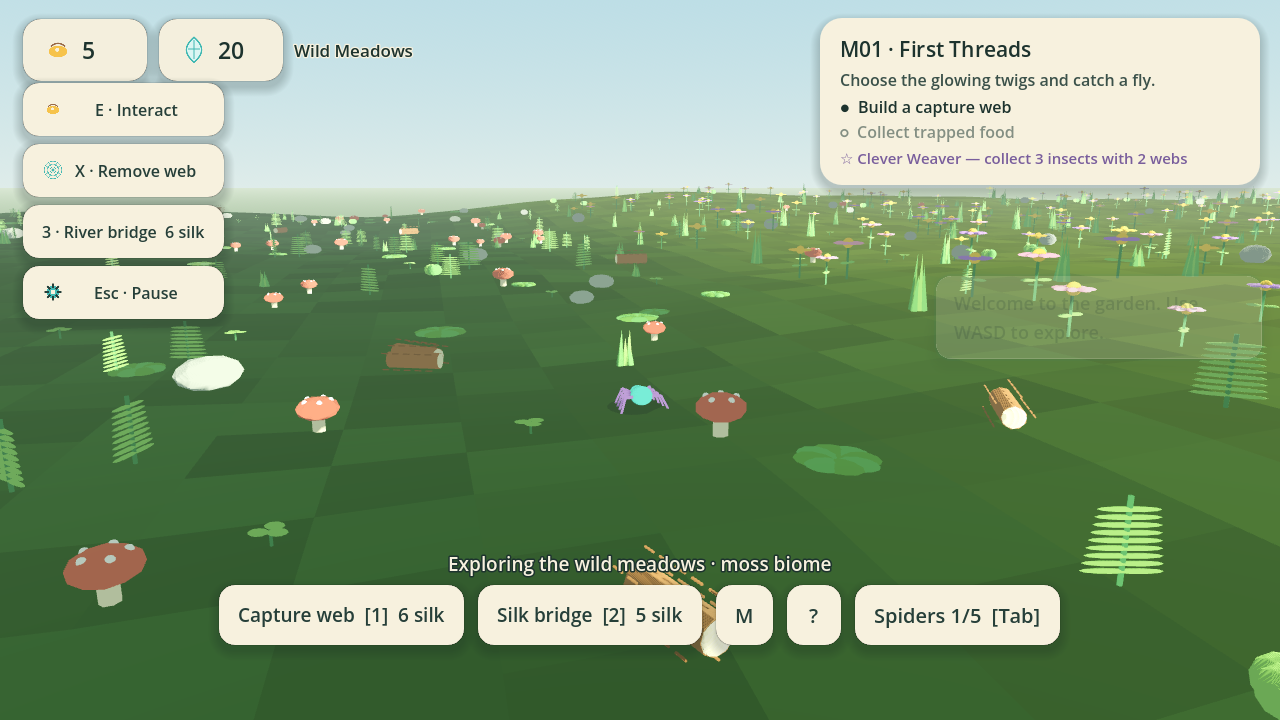 5
20
Wild Meadows
E · Interact
X · Remove web
3 · River bridge 6 silk
Esc · Pause
M01 · First Threads
Choose the glowing twigs and catch a fly.
Build a capture web
Collect trapped food
☆ Clever Weaver — collect 3 insects with 2 webs
Welcome to the garden. Use
WASD to explore.
Exploring the wild meadows · moss biome
Capture web [1] 6 silk
Silk bridge [2] 5 silk
M
?
Spiders 1/5 [Tab]